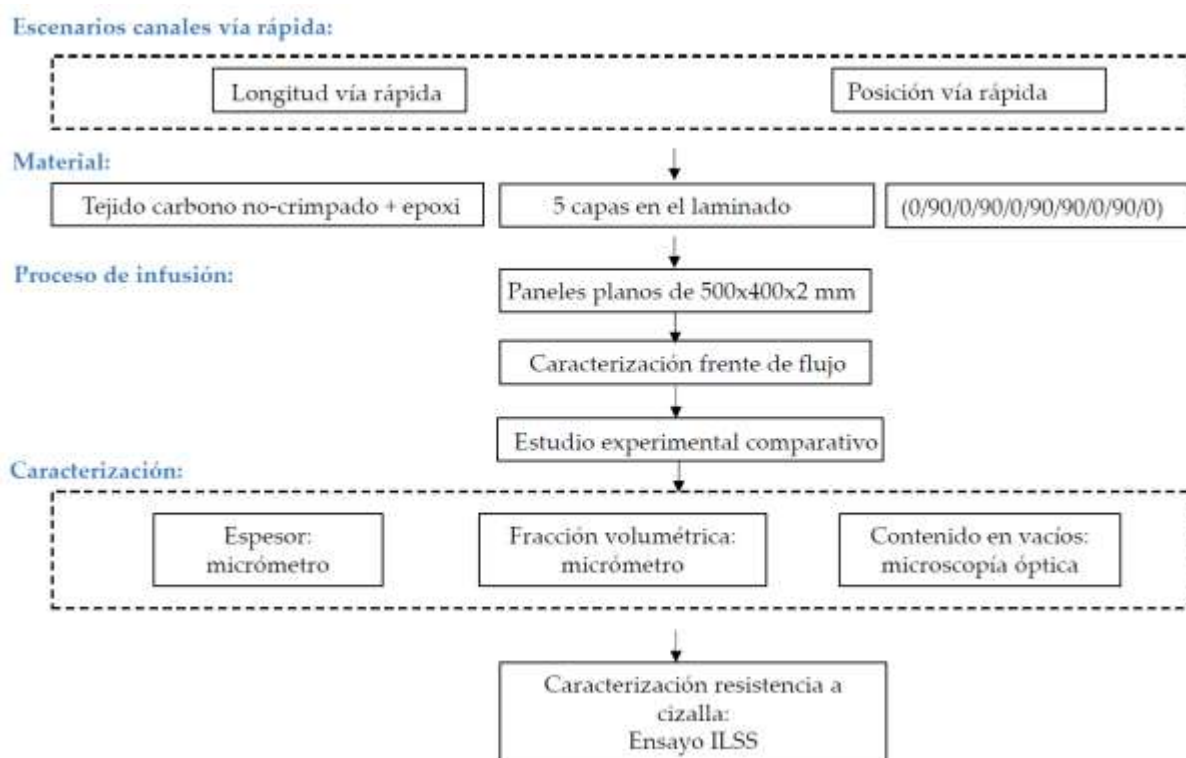 Escenarios canales vía rápida:
Longitud vía rápida
Posición vía rápida
Material:
Tejido carbono no-crimpado + epoxi
5 capas en el laminado
(0/90/0/90/0/90/90/0/90/0)
Proceso de infusión:
Paneles planos de 500x400x2 mm
Caracterización frente de flujo
Estudio experimental comparativo
Caracterización:
Espesor:
micrómetro
Fracción volumétrica:
micrómetro
Contenido en vacíos:
microscopía óptica
Caracterización resistencia a
cizalla:
Ensayo ILSS